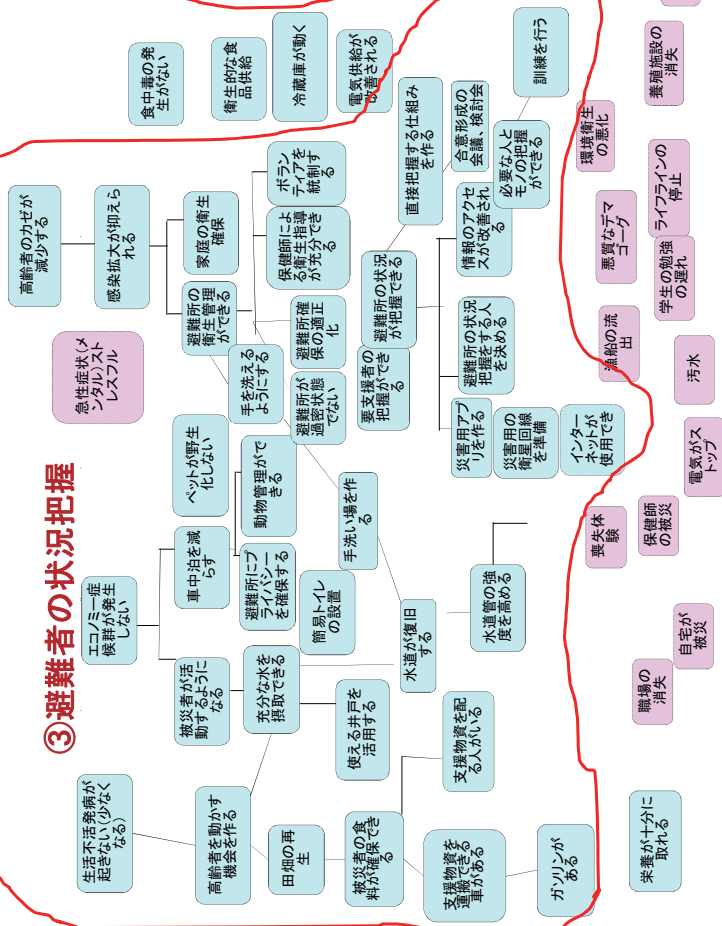 ③避難者の状況把握
生活不活発病が
起きない(少なく
なる)
エコノミー症
候群が発生
しない
急性症状(メ
ンタル)スト
レスフル
高齢者のカゼが
減少する
感染拡大が抑えら
れる
食中毒の発
生がない
高齢者を動かす
機会を作る
被災者が活
動するように
なる
車中泊を減
らす
ペットが野生
化しない
避難所の
衛生管理
ができる
家庭の衛生
確保
衛生的な食
品供給
田畑の再
生
充分な水を
摂取できる
避難所にプ
ライバシー
を確保する
動物管理がで
きる
手を洗える
ようにする
避難所が
過密状態
でない
避難所確
保の適正
化
保健師によ
る衛生指導
が充分でき
る
ボラン
ティアを
統制す
る
冷蔵庫が動く
電気供給が
改善される
被災者の食
料が確保でき
る
使える井戸を
活用する
簡易トイレ
の設置
手洗い場を作
る
要支援者の
把握ができ
る
避難所の状況
が把握できる
直接把握する仕組み
を作る
水道が復旧
する
支援物資を
運搬できる
車がある
支援物資を配
る人がいる
水道管の強
度を高める
災害用アプ
リを作る
避難所の状況
把握をする人
を決める
情報のアクセ
スが改善され
る
合意形成の
会議、検討会
災害用の
衛星回線
を準備
必要な人と
モノの把握
ができる
訓練を行う
ガソリンが
ある
インター
ネットが
使用でき
喪失体
験
漁船の流
出
悪質なデマ
ゴーグ
環境衛生
の悪化
栄養が十分に
取れる
職場の
消失
自宅が
被災
保健師
の被災
電気がス
トップ
汚水
学生の勉強
の遅れ
ライフラインの
停止
養殖施設の
消失